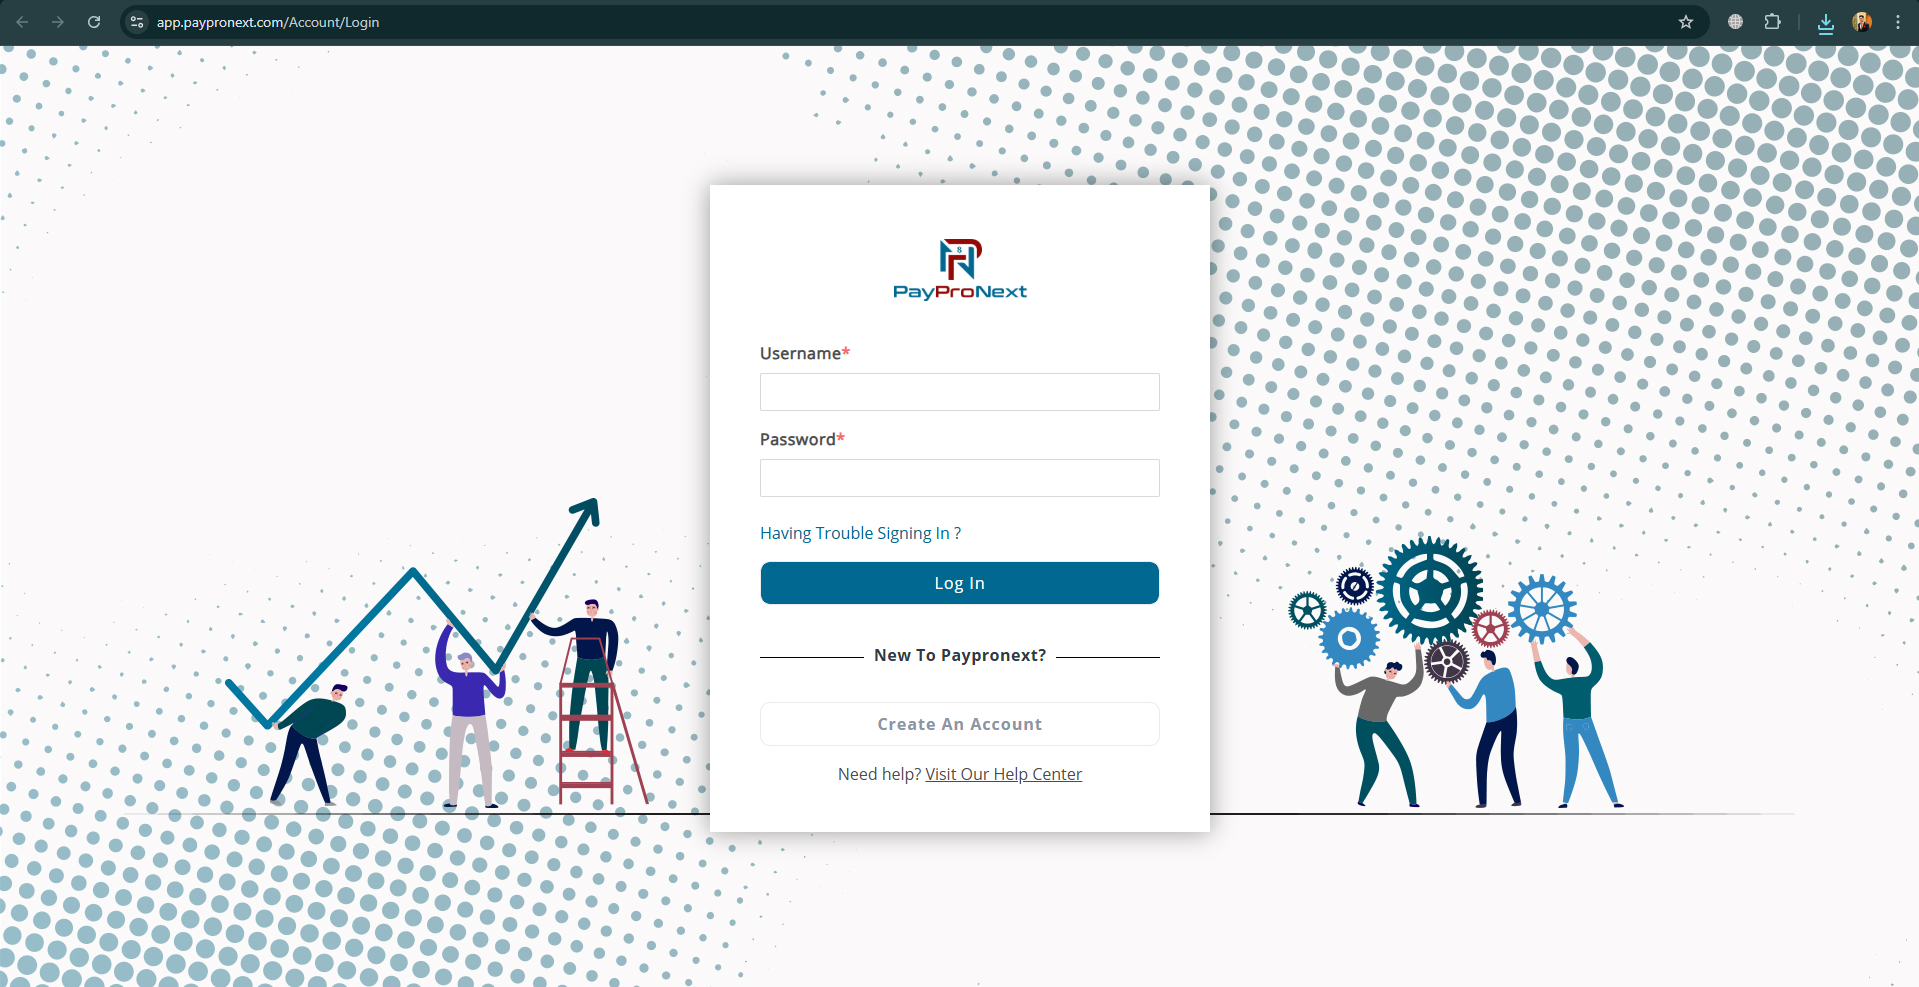 app.paypronext.com/Account/Login
PayProNext
Username*
Password*
Having Trouble Signing In ?
Log In
New To Paypronext?
Create An Account
Need help? Visit Our Help Center